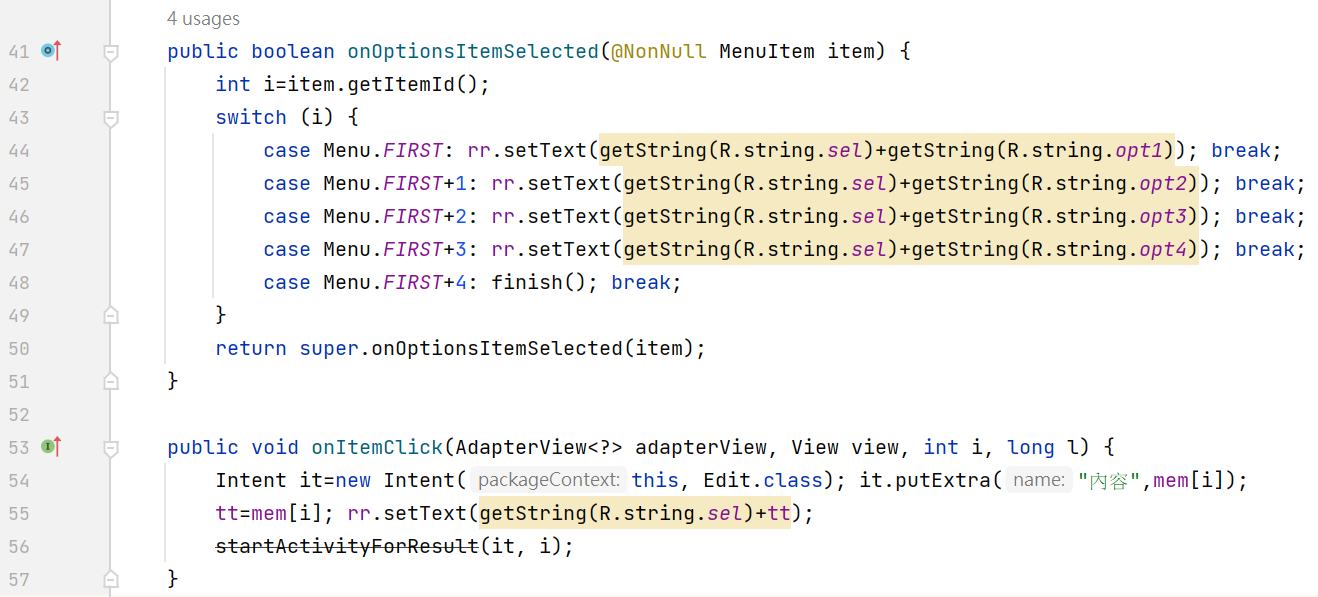 4 usages
41 public boolean onOptionsItemSelected(@NonNull MenuItem item) {
42 int i=item.getItemId();
43 switch (i) {
44 case Menu.FIRST: rr.setText(getString(R.string.sel)+getString(R.string.opt1)); break;
45 case Menu.FIRST+1: rr.setText(getString(R.string.sel)+getString(R.string.opt2)); break;
46 case Menu.FIRST+2: rr.setText(getString(R.string.sel)+getString(R.string.opt3)); break;
47 case Menu.FIRST+3: rr.setText(getString(R.string.sel)+getString(R.string.opt4)); break;
48 case Menu.FIRST+4: finish(); break;
49 }
50 return super.onOptionsItemSelected(item);
51 }
52
53 public void onItemClick(AdapterView<?> adapterView, View view, int i, long l) {
54 Intent it=new Intent( packageContext: this, Edit.class); it.putExtra( name: "內容",mem[i]);
55 tt=mem[i]; rr.setText(getString(R.string.sel)+tt);
56 startActivityForResult(it, i);
57 }